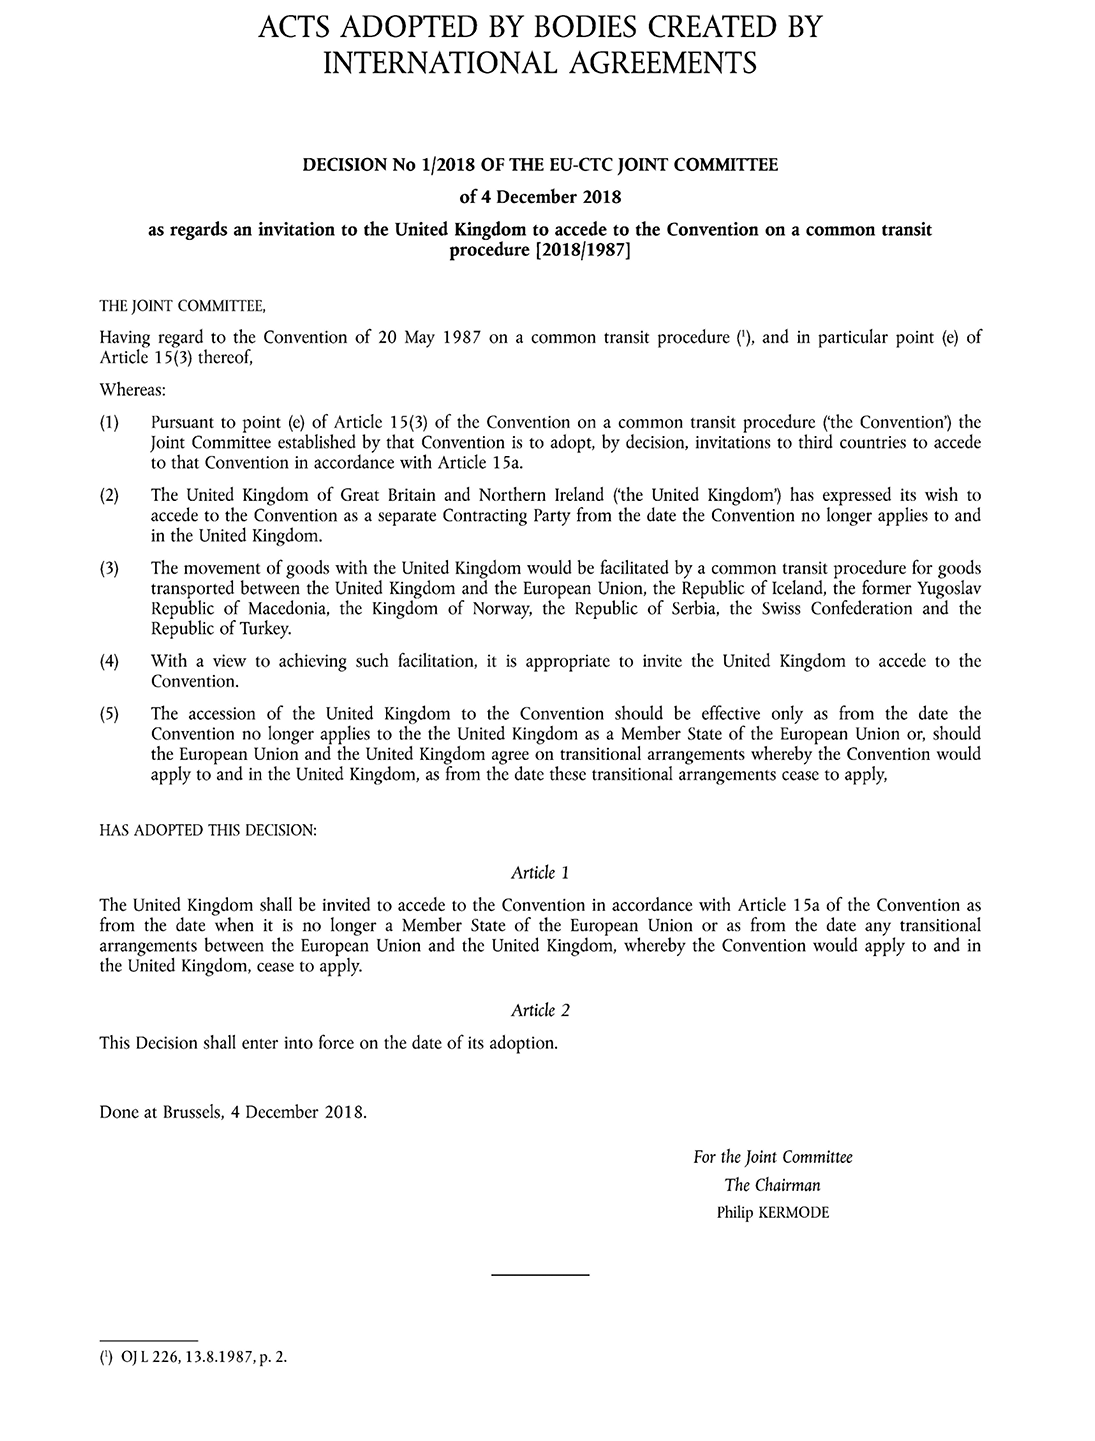 ACTS ADOPTED BY BODIES CREATED BY
INTERNATIONAL AGREEMENTS
DECISION No 1/2018 OF THE EU-CTC JOINT COMMITTEE
of 4 December 2018
as regards an invitation to the United Kingdom to accede to the Convention on a common transit
procedure [2018/1987]
THE JOINT COMMITTEE,
Having regard to the Convention of 20 May 1987 on a common transit procedure (¹), and in particular point (e) of
Article 15(3) thereof,
Whereas:
(1) Pursuant to point (e) of Article 15(3) of the Convention on a common transit procedure (‘the Convention’) the
Joint Committee established by that Convention is to adopt, by decision, invitations to third countries to accede
to that Convention in accordance with Article 15a.
(2) The United Kingdom of Great Britain and Northern Ireland (‘the United Kingdom’) has expressed its wish to
accede to the Convention as a separate Contracting Party from the date the Convention no longer applies to and
in the United Kingdom.
(3) The movement of goods with the United Kingdom would be facilitated by a common transit procedure for goods
transported between the United Kingdom and the European Union, the Republic of Iceland, the former Yugoslav
Republic of Macedonia, the Kingdom of Norway, the Republic of Serbia, the Swiss Confederation and the
Republic of Turkey.
(4) With a view to achieving such facilitation, it is appropriate to invite the United Kingdom to accede to the
Convention.
(5) The accession of the United Kingdom to the Convention should be effective only as from the date the
Convention no longer applies to the the United Kingdom as a Member State of the European Union or, should
the European Union and the United Kingdom agree on transitional arrangements whereby the Convention would
apply to and in the United Kingdom, as from the date these transitional arrangements cease to apply,
HAS ADOPTED THIS DECISION:
Article 1
The United Kingdom shall be invited to accede to the Convention in accordance with Article 15a of the Convention as
from the date when it is no longer a Member State of the European Union or as from the date any transitional
arrangements between the European Union and the United Kingdom, whereby the Convention would apply to and in
the United Kingdom, cease to apply.
Article 2
This Decision shall enter into force on the date of its adoption.
Done at Brussels, 4 December 2018.
For the Joint Committee
The Chairman
Philip KERMODE
(¹) OJ L 226, 13.8.1987, p. 2.